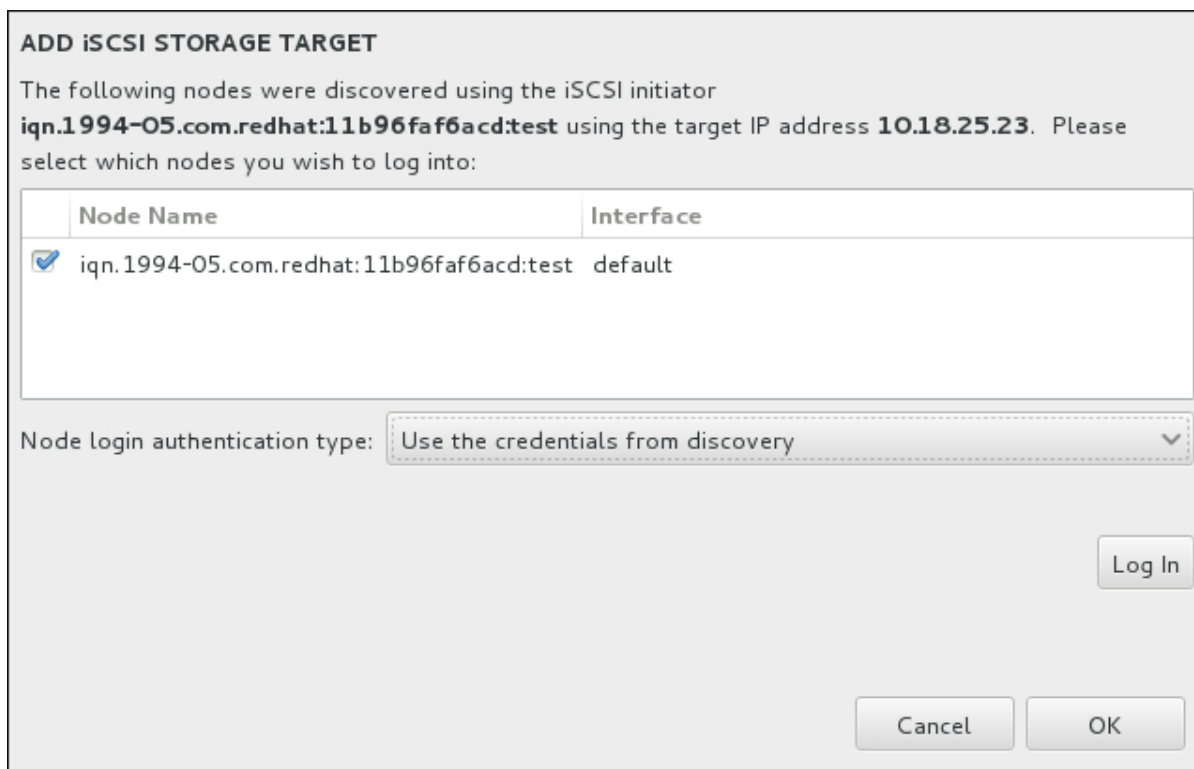 ADD iSCSI STORAGE TARGET
The following nodes were discovered using the iSCSI initiator
iqn.1994-05.com.redhat:11b96faf6acd:test using the target IP address 10.18.25.23. Please
select which nodes you wish to log into:
Node Name Interface
iqn.1994-05.com.redhat:11b96faf6acd:test default
Node login authentication type: Use the credentials from discovery
Log In
Cancel OK